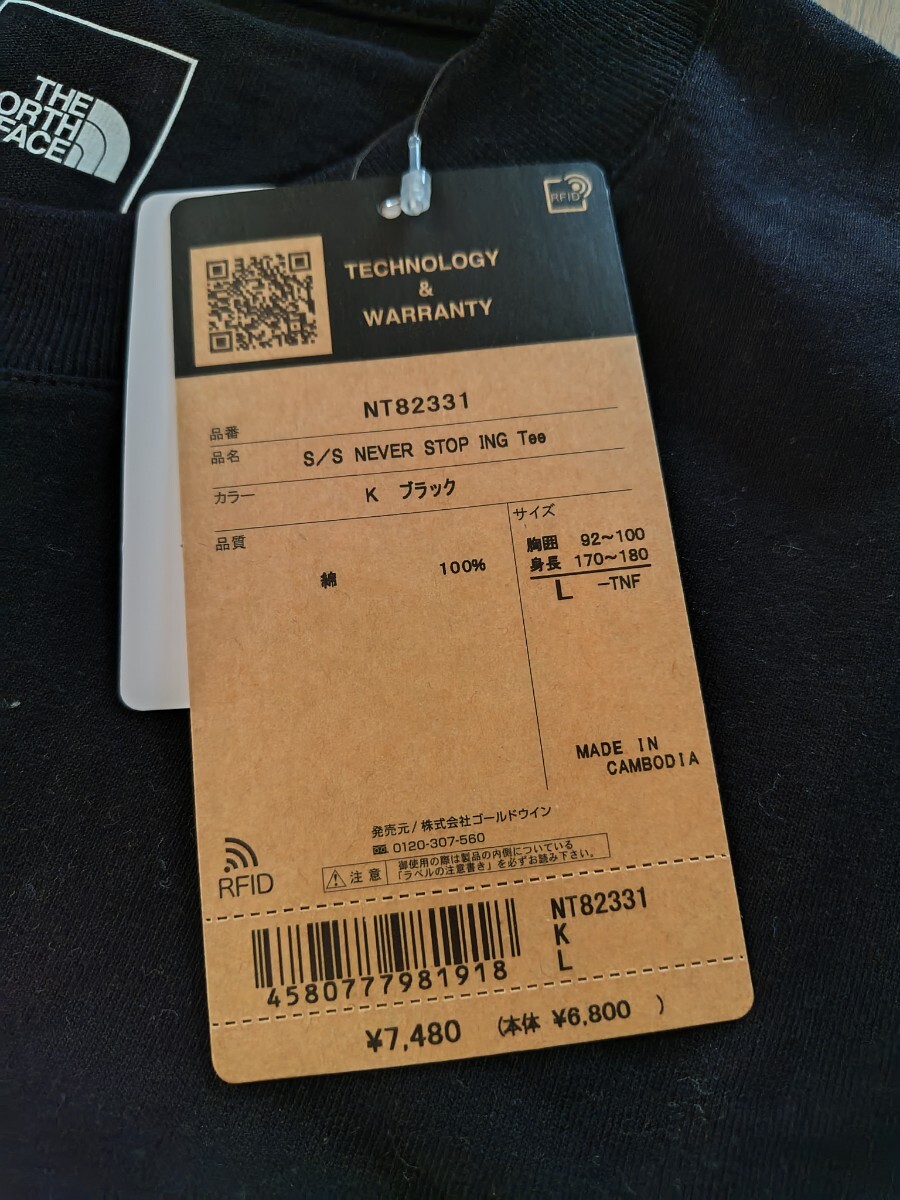 THE
ORTH
FACE
RFID
TECHNOLOGY
&
WARRANTY
品番 NT82331
品名 S/S NEVER STOP ING Tee
カラー K ブラック
品質
綿 100%
サイズ
胸囲 92~100
身長 170~180
L -TNF
MADE IN
CAMBODIA
発売元/株式会社ゴールドウイン
0120-307-560
注意
御使用の際は製品の内側についている
「ラベルの注意書き」を必ずお読み下さい。
RFID
4580777981918
NT82331
K
L
¥7,480 (本体 ¥6,800 )